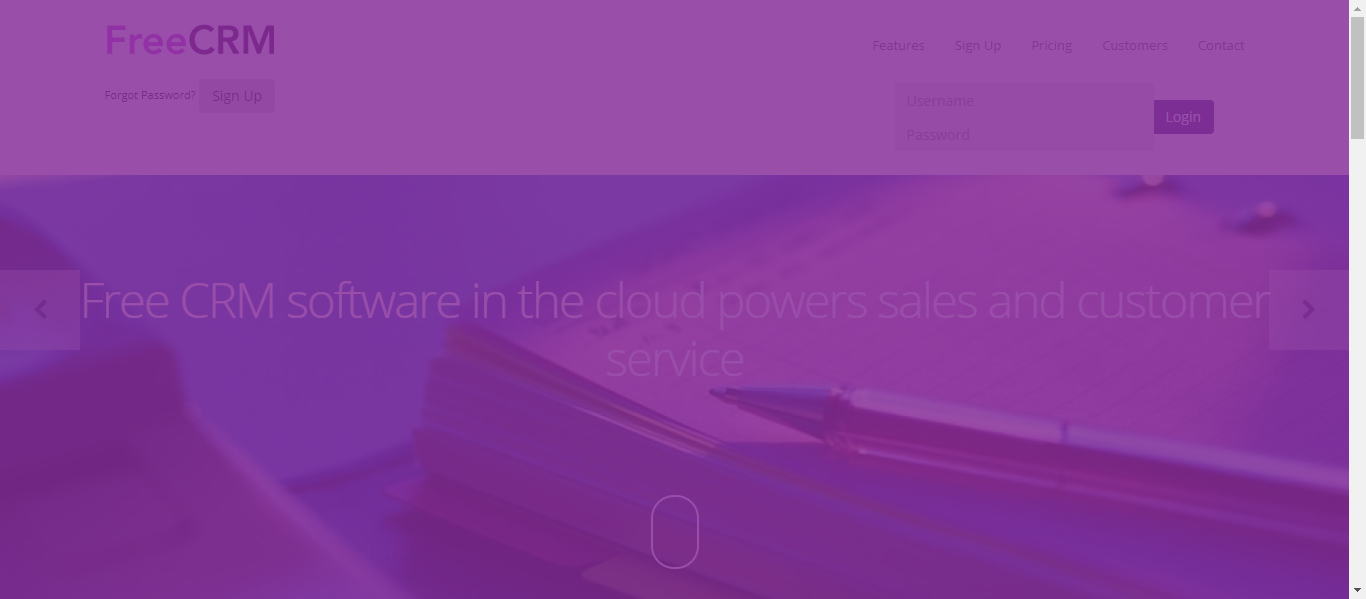 FreeCRM
Features Sign Up Pricing Customers Contact
Forgot Password? Sign Up
Username
Login
Password
Free CRM software in the cloud powers sales and customer
service